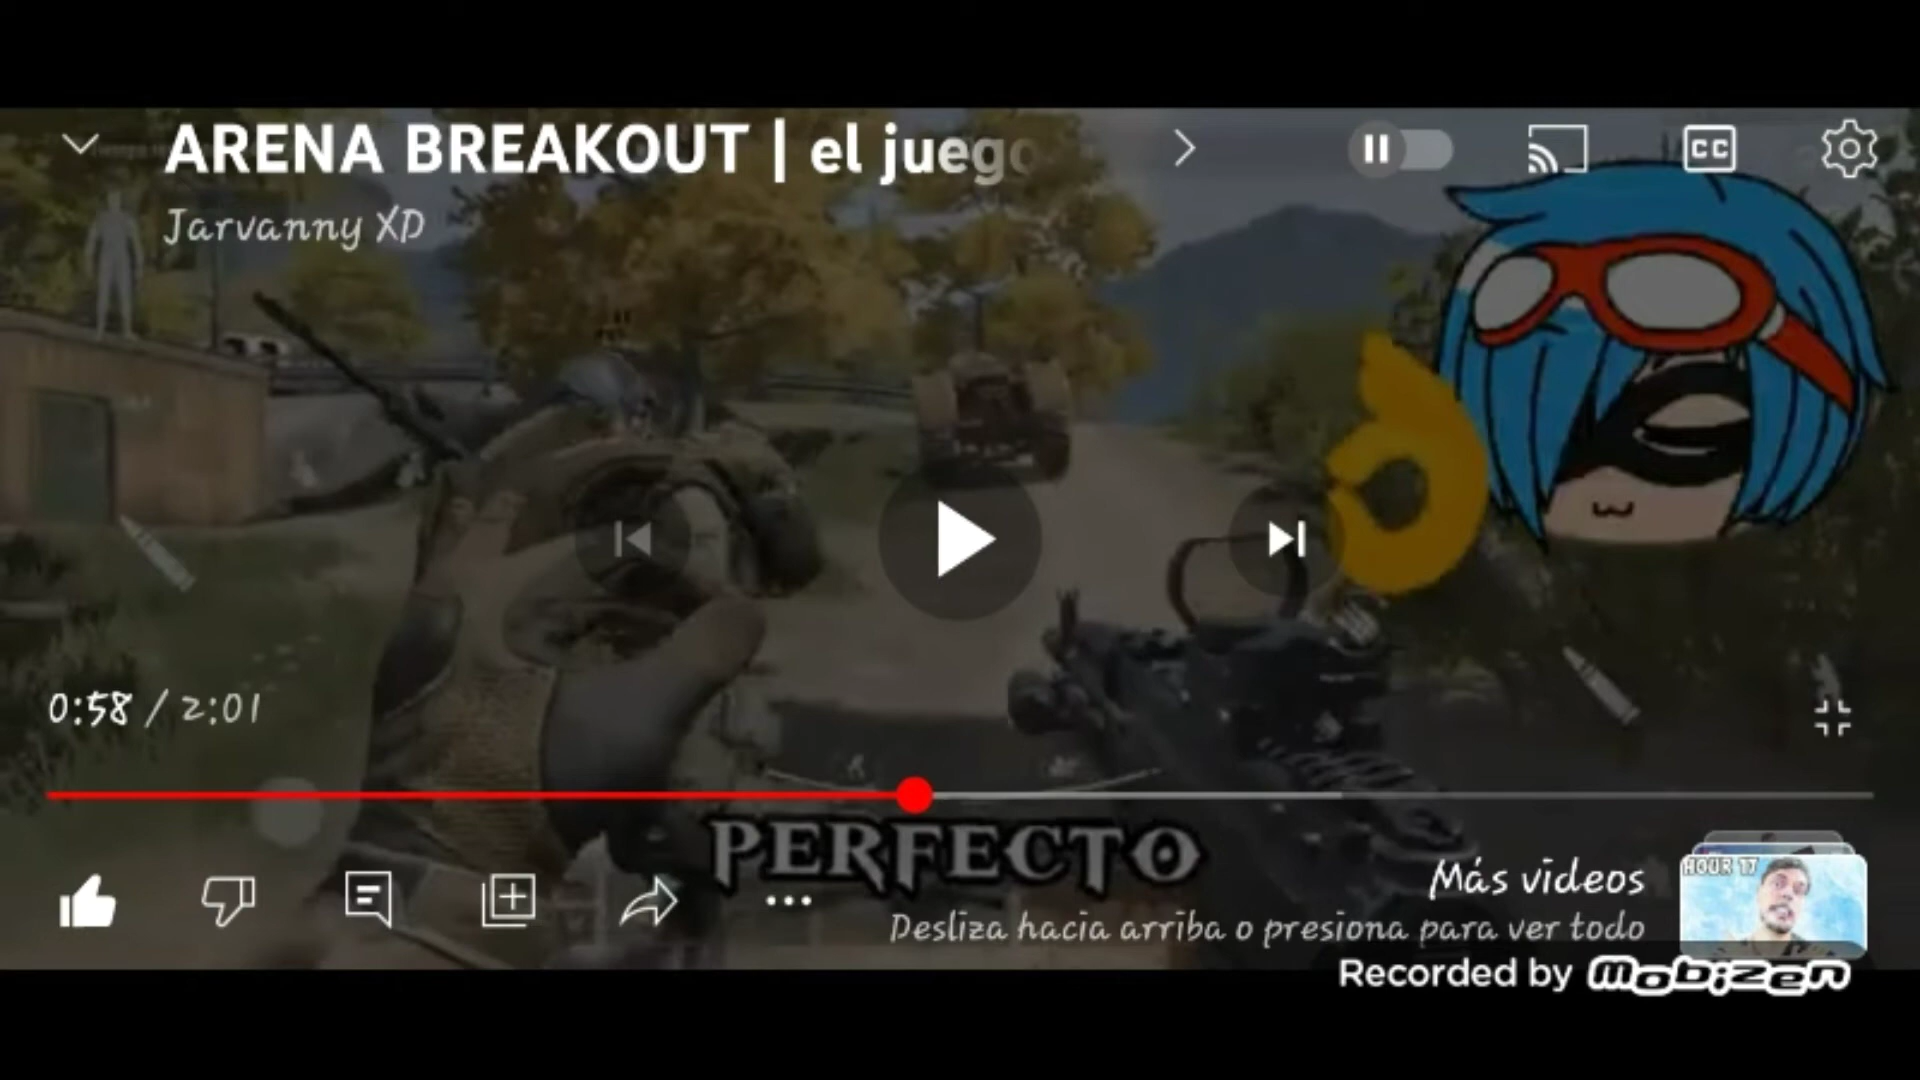 ARENA BREAKOUT | el juego
Jarvanny XD
0:58 / 2:01
PERFECTO
HOUR 17
Más videos
Desliza hacia arriba o presiona para ver todo
Recorded by Mobizen